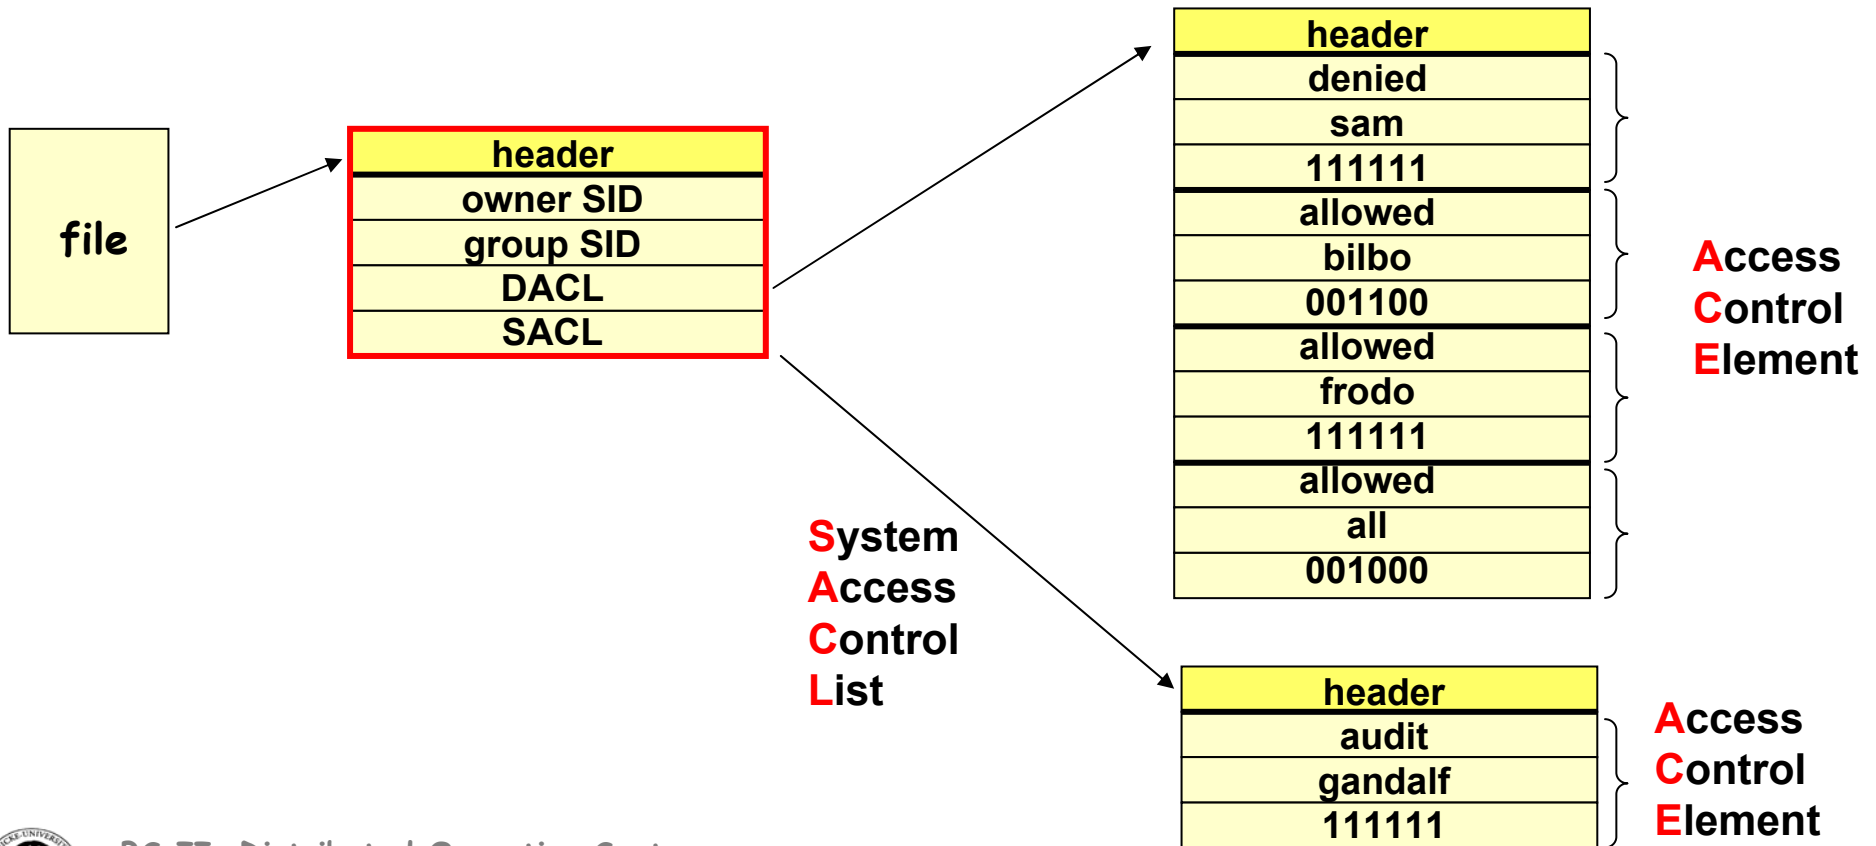 file
header
owner SID
group SID
DACL
SACL
header
denied
sam
111111
allowed
bilbo
001100
allowed
frodo
111111
allowed
all
001000
Access
Control
Element
System
Access
Control
List
header
audit
gandalf
111111
Access
Control
Element